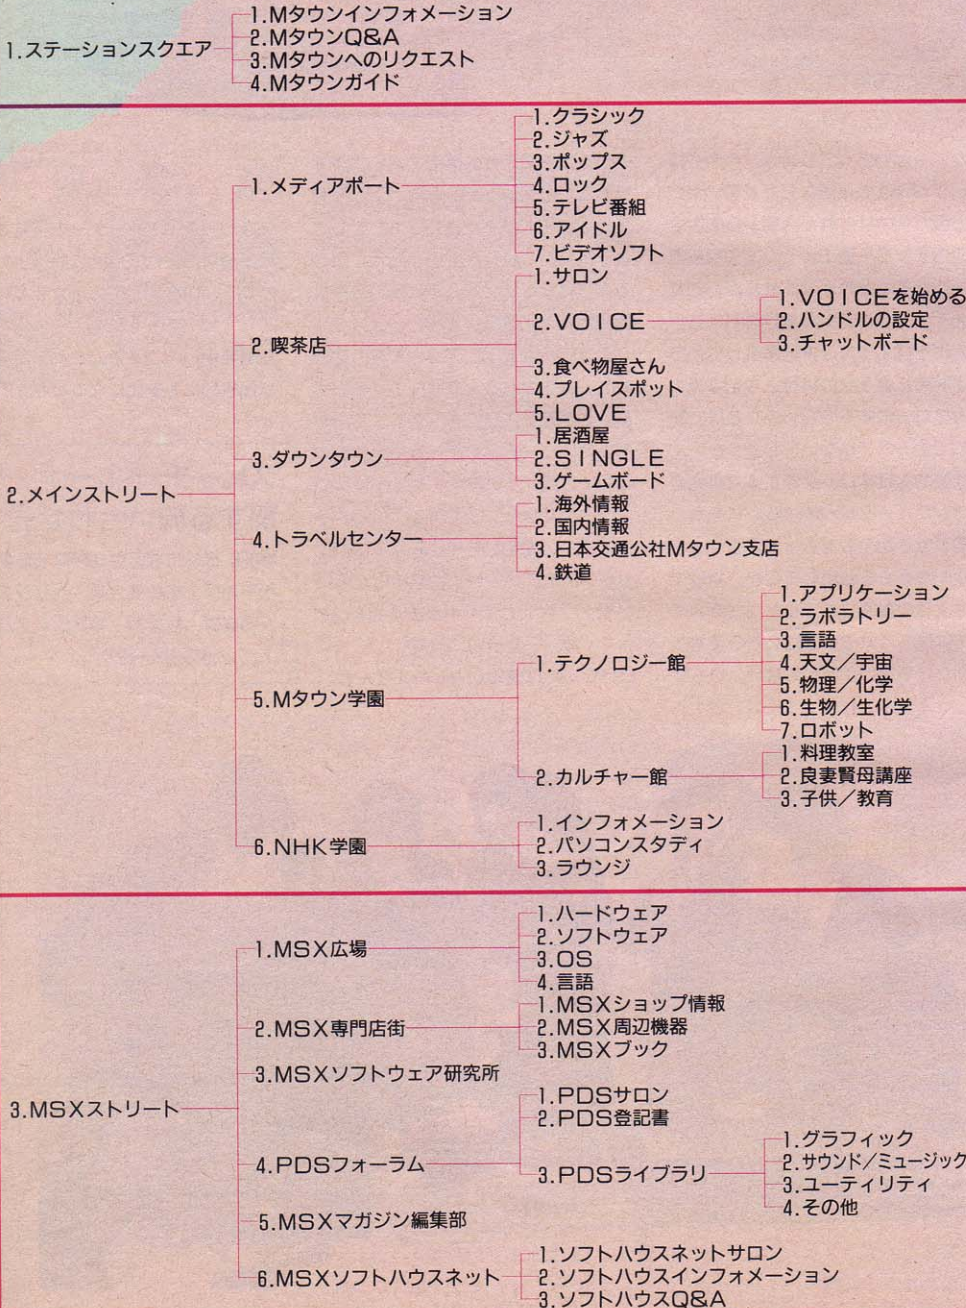 1.ステーションスクエア
1.Mタウンインフォメーション
2.MタウンQ&A
3.Mタウンへのリクエスト
4.Mタウンガイド
2.メインストリート
1.メディアポート
1.クラシック
2.ジャズ
3.ポップス
4.ロック
5.テレビ番組
6.アイドル
7.ビデオソフト
2.喫茶店
1.サロン
2.VOICE
1.VOICEを始める
2.ハンドルの設定
3.チャットボード
3.食べ物屋さん
4.プレイスポット
5.LOVE
3.ダウンタウン
1.居酒屋
2.SINGLE
3.ゲームボード
4.トラベルセンター
1.海外情報
2.国内情報
3.日本交通公社Mタウン支店
4.鉄道
5.Mタウン学園
1.テクノロジー館
1.アプリケーション
2.ラボラトリー
3.言語
4.天文/宇宙
5.物理/化学
6.生物/生化学
7.ロボット
2.カルチャー館
1.料理教室
2.良妻賢母講座
3.子供/教育
6.NHK学園
1.インフォメーション
2.パソコンスタディ
3.ラウンジ
3.MSXストリート
1.MSX広場
1.ハードウェア
2.ソフトウェア
3.OS
4.言語
2.MSX専門店街
1.MSXショップ情報
2.MSX周辺機器
3.MSXブック
3.MSXソフトウェア研究所
4.PDSフォーラム
1.PDSサロン
2.PDS登記書
3.PDSライブラリ
1.グラフィック
2.サウンド/ミュージック
3.ユーティリティ
4.その他
5.MSXマガジン編集部
6.MSXソフトハウスネット
1.ソフトハウスネットサロン
2.ソフトハウスインフォメーション
3.ソフトハウスQ&A